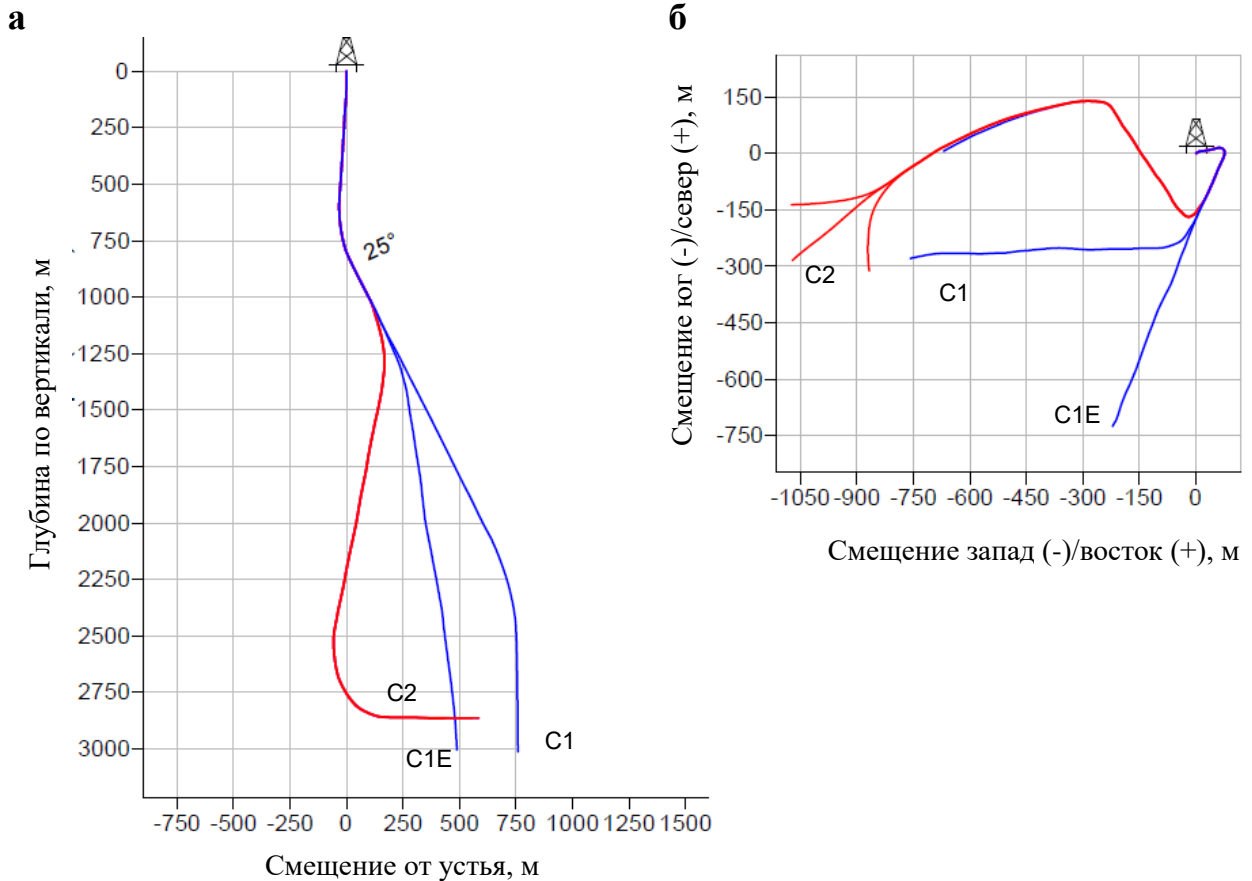 а
0
250
500
750
1000
1250
1500
1750
2000
2250
2500
2750
3000
Глубина по вертикали, м
25°
C2
C1E
C1
-750 -500 -250 0 250 500 750 1000 1250 1500
Смещение от устья, м
б
150
0
-150
-300
-450
-600
-750
Смещение юг (-)/север (+), м
C2
C1
C1E
-1050 -900 -750 -600 -450 -300 -150 0
Смещение запад (-)/восток (+), м